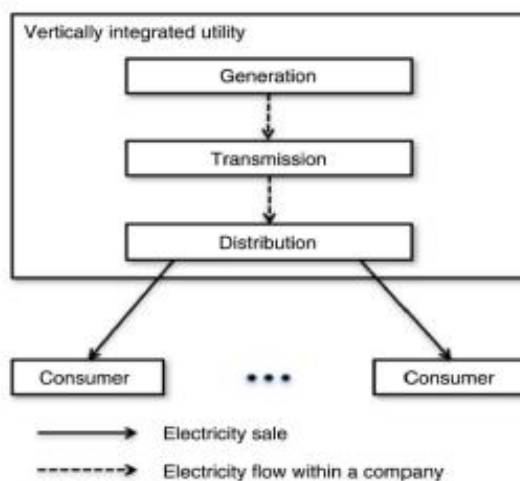 Vertically integrated utility
Generation
Transmission
Distribution
Consumer
Consumer
Electricity sale
Electricity flow within a company